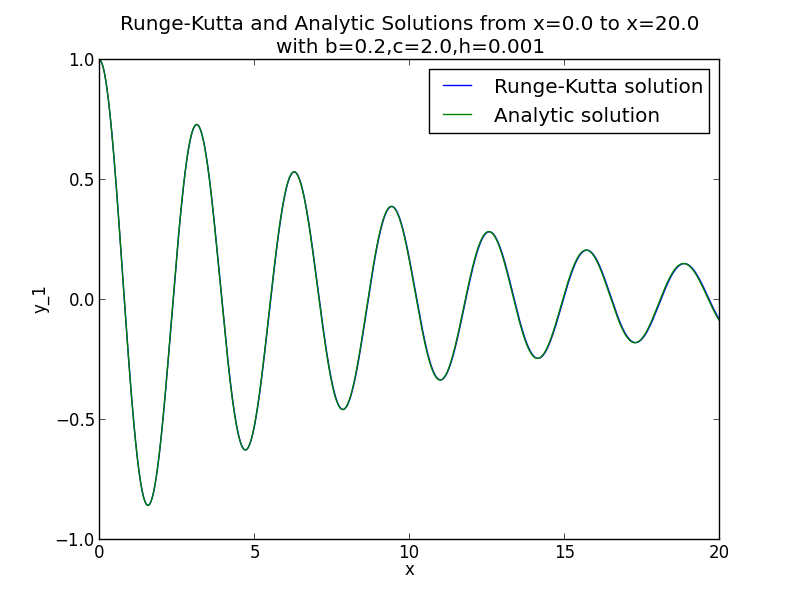 Runge-Kutta and Analytic Solutions from x=0.0 to x=20.0
with b=0.2,c=2.0,h=0.001
Runge-Kutta solution
Analytic solution
1.0
0.5
0.0
−0.5
−1.0
y_1
0 5 10 15 20
x